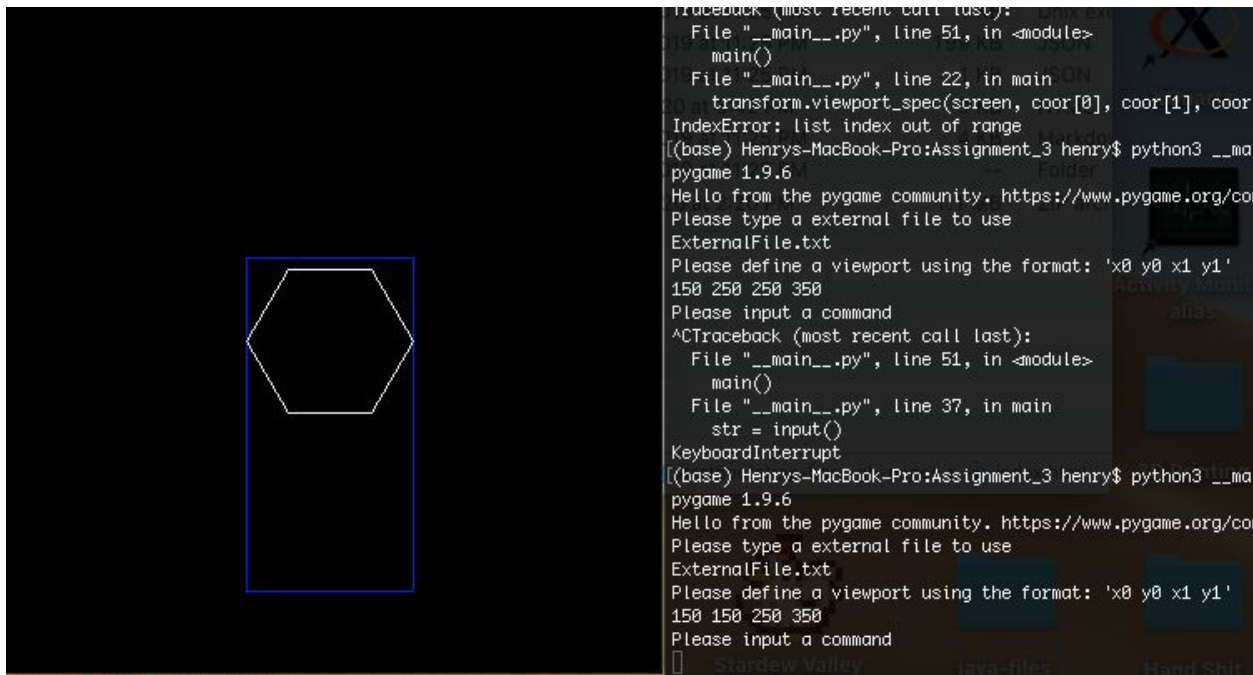 Traceback (most recent call last):
  File "__main__.py", line 51, in <module>
    main()
  File "__main__.py", line 22, in main
    transform.viewport_spec(screen, coor[0], coor[1], coor
IndexError: list index out of range
[(base) Henrys-MacBook-Pro:Assignment_3 henry$ python3 __ma
pygame 1.9.6
Hello from the pygame community. https://www.pygame.org/co
Please type a external file to use
ExternalFile.txt
Please define a viewport using the format: 'x0 y0 x1 y1'
150 250 250 350
Please input a command
^CTraceback (most recent call last):
  File "__main__.py", line 51, in <module>
    main()
  File "__main__.py", line 37, in main
    str = input()
KeyboardInterrupt
[(base) Henrys-MacBook-Pro:Assignment_3 henry$ python3 __ma
pygame 1.9.6
Hello from the pygame community. https://www.pygame.org/co
Please type a external file to use
ExternalFile.txt
Please define a viewport using the format: 'x0 y0 x1 y1'
150 150 250 350
Please input a command
Stardew Valley
java-files
Hand Shit